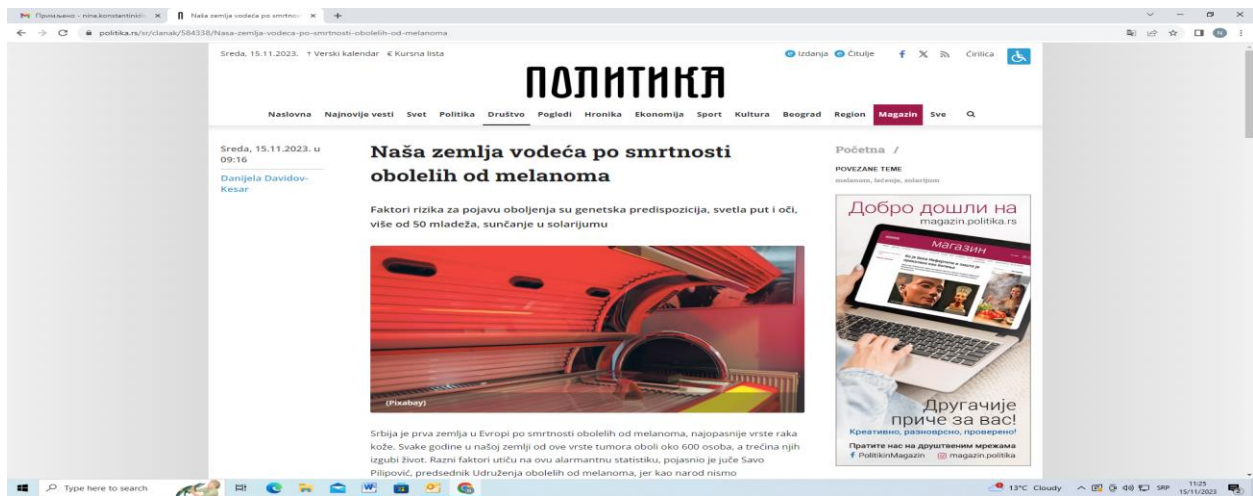 Naša zemlja vodeća po smrtnos
politika.rs/sr/clanak/584338/Nasa-zemlja-vodeca-po-smrtnosti-obolelih-od-melanoma
Sreda, 15.11.2023. † Verski kalendar € Kursna lista
Izdanja Čitulje
Ćirilica
ПОЛИТИКА
Naslovna Najnovije vesti Svet Politika Društvo Pogledi Hronika Ekonomija Sport Kultura Beograd Region Magazin Sve
Sreda, 15.11.2023. u
09:16
Danijela Davidov-
Kesar
Naša zemlja vodeća po smrtnosti
obolelih od melanoma
Faktori rizika za pojavu oboljenja su genetska predispozicija, svetla put i oči,
više od 50 mladeža, sunčanje u solarijumu
(Pixabay)
Srbija je prva zemlja u Evropi po smrtnosti obolelih od melanoma, najopasnije vrste raka
kože. Svake godine u našoj zemlji od ove vrste tumora oboli oko 600 osoba, a trećina njih
izgubi život. Razni faktori utiču na ovu alarmantnu statistiku, pojasnio je juče Savo
Pilipović, predsednik Udruženja obolelih od melanoma, jer kao narod nismo
Početna /
POVEZANE TEME
melanom, lečenje, solarijum
Добро дошли на
magazin.politika.rs
магазин
Другачије
приче за вас!
Креативно, разноврсно, проверено!
Пратите нас на друштвеним мрежама
PolitikinMagazin magazin.politika
Type here to search
13°C Cloudy
SRP
11:25
15/11/2023